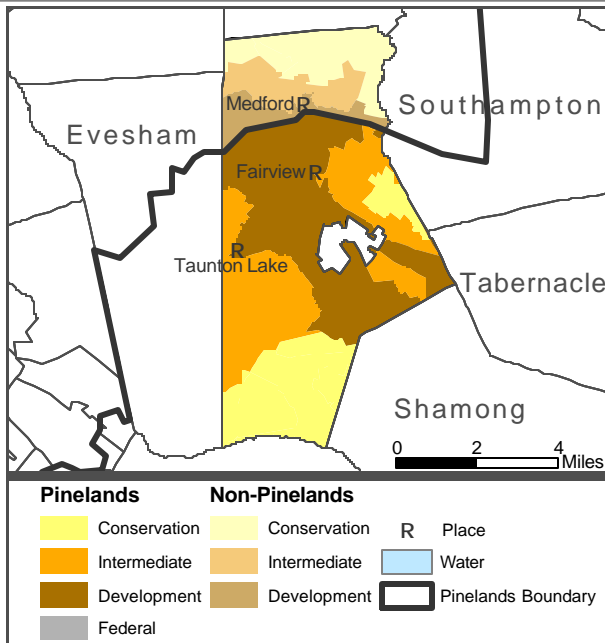 Medford R
Southampton
Evesham
Fairview R
R
Taunton Lake
Tabernacle
Shamong
0 2 4
Miles
Pinelands Non-Pinelands
Conservation Conservation R Place
Intermediate Intermediate Water
Development Development Pinelands Boundary
Federal